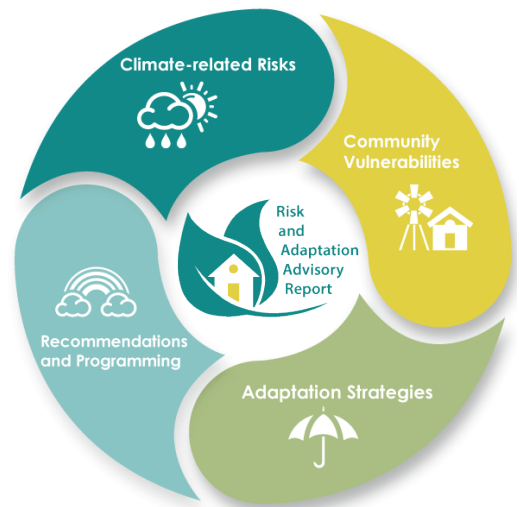 Climate-related Risks
Community
Vulnerabilities
Risk
and
Adaptation
Advisory
Report
Recommendations
and Programming
Adaptation Strategies